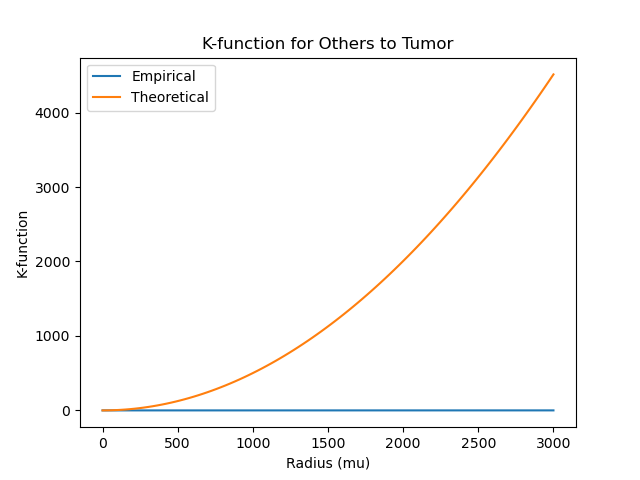 K-function for Others to Tumor
Empirical
Theoretical
4000
3000
2000
1000
0
K-function
0 500 1000 1500 2000 2500 3000
Radius (mu)